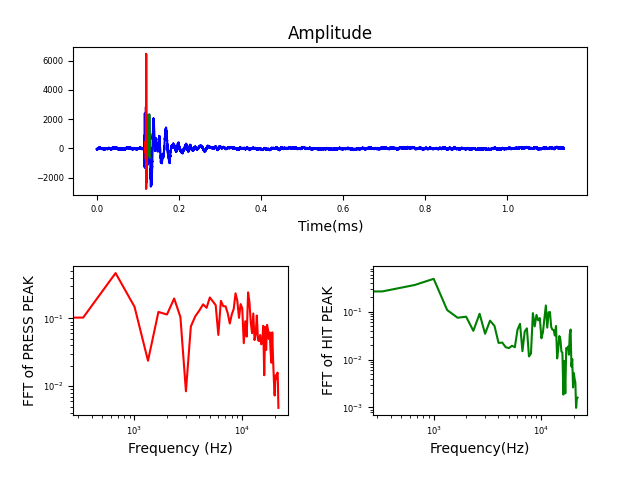 Amplitude
6000
4000
2000
0
−2000
0.0 0.2 0.4 0.6 0.8 1.0
Time(ms)
FFT of PRESS PEAK
10⁻¹
10⁻²
10³ 10⁴
Frequency (Hz)
FFT of HIT PEAK
10⁻¹
10⁻²
10⁻³
10³ 10⁴
Frequency(Hz)